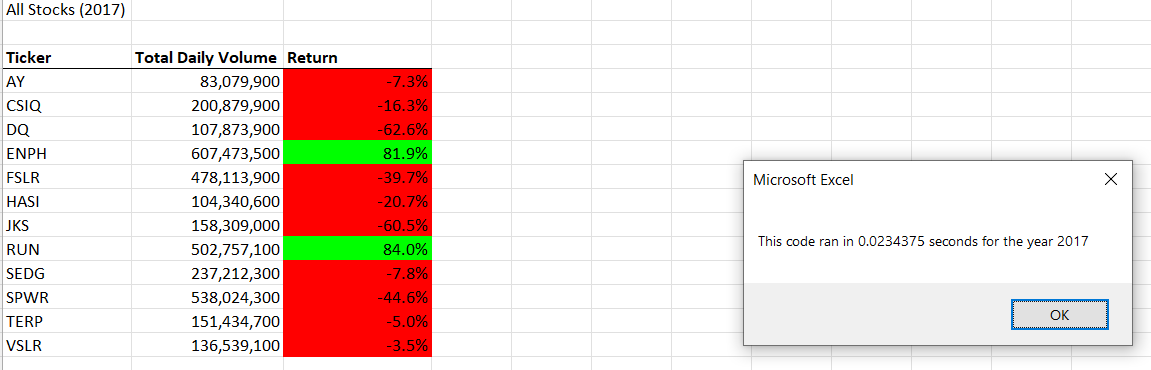 All Stocks (2017)
Ticker Total Daily Volume Return
AY 83,079,900 -7.3%
CSIQ 200,879,900 -16.3%
DQ 107,873,900 -62.6%
ENPH 607,473,500 81.9%
FSLR 478,113,900 -39.7%
HASI 104,340,600 -20.7%
JKS 158,309,000 -60.5%
RUN 502,757,100 84.0%
SEDG 237,212,300 -7.8%
SPWR 538,024,300 -44.6%
TERP 151,434,700 -5.0%
VSLR 136,539,100 -3.5%
Microsoft Excel
This code ran in 0.0234375 seconds for the year 2017
OK